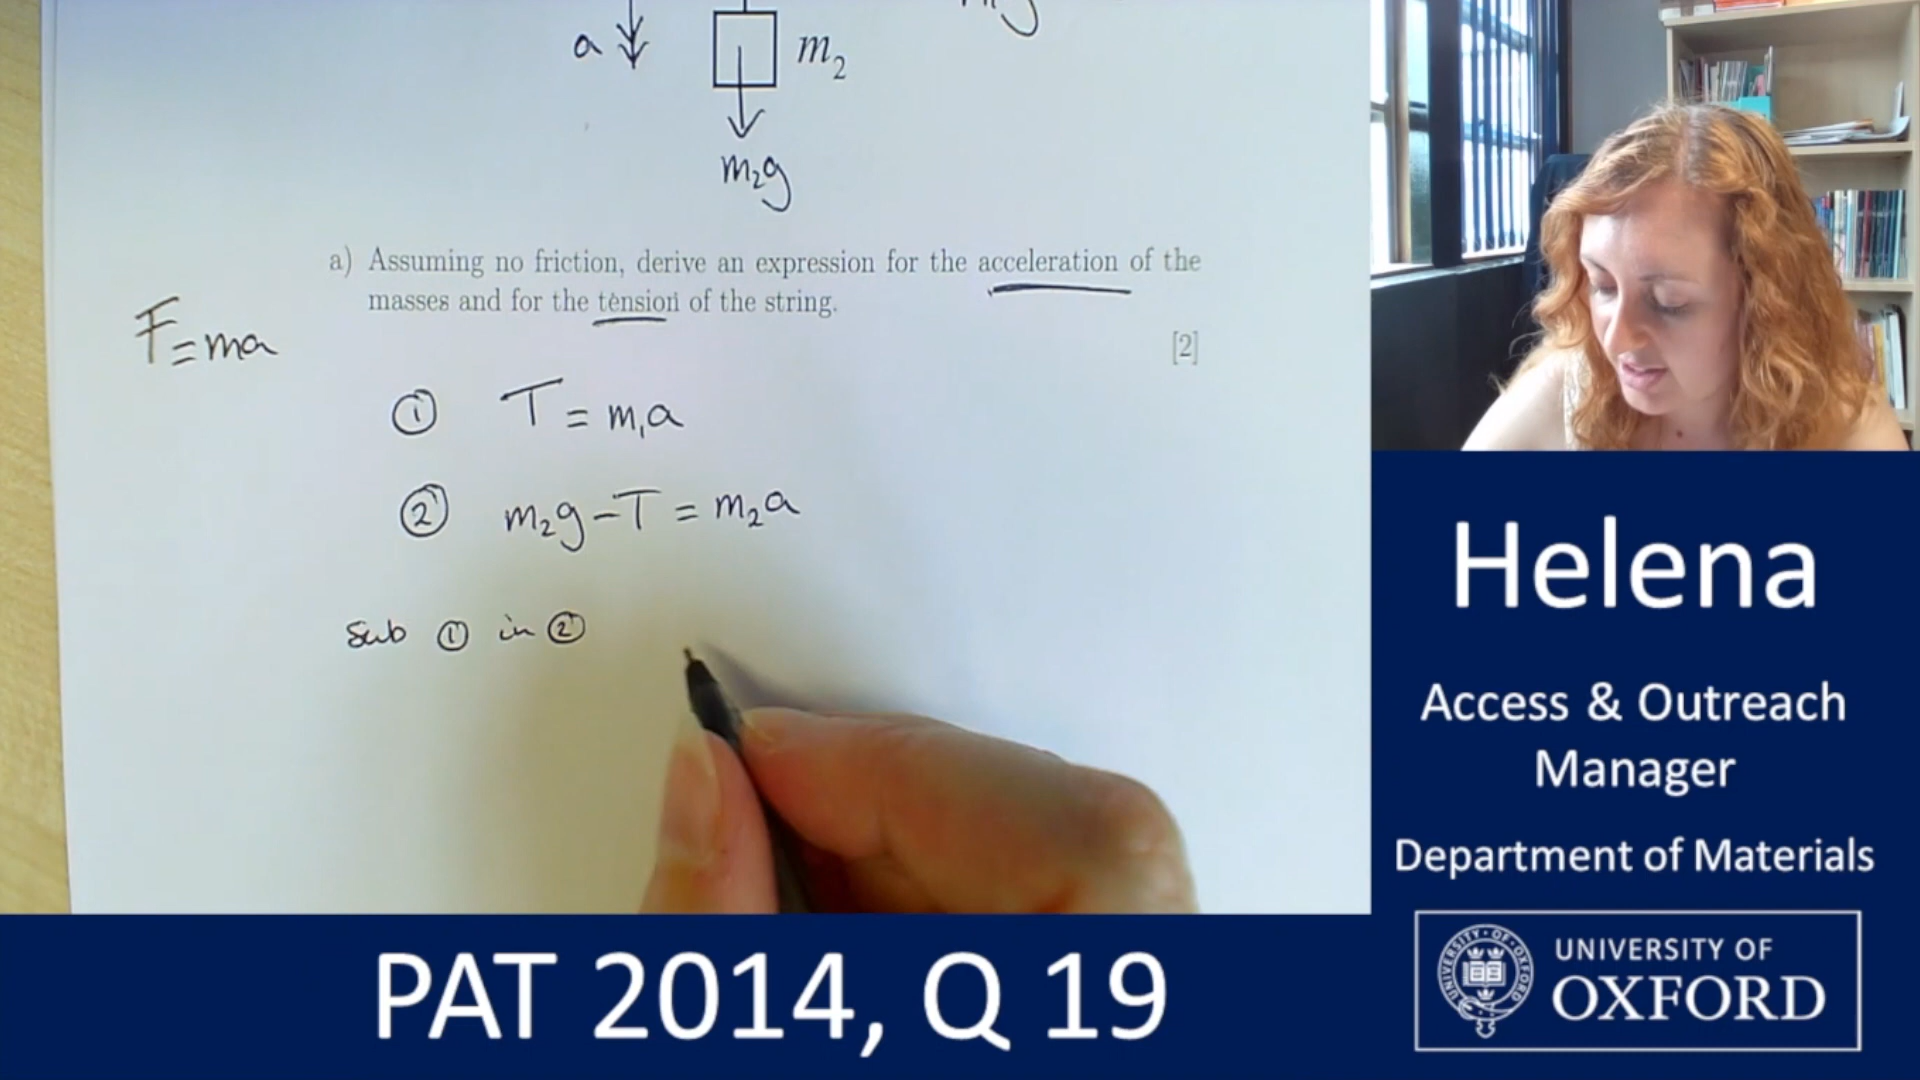 a
m₂
m₂g
a) Assuming no friction, derive an expression for the acceleration of the
masses and for the tension of the string.
[2]
F=ma
① T = m₁a
② m₂g-T = m₂a
Sub ① in ②
Helena
Access & Outreach
Manager
Department of Materials
UNIVERSITY OF
OXFORD
PAT 2014, Q 19